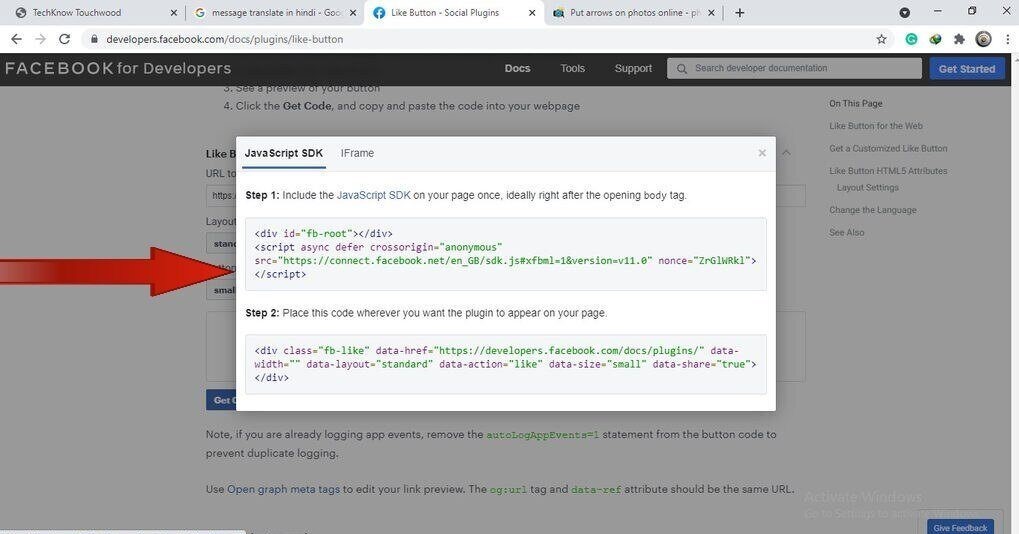 TechKnow Touchwood
message translate in hindi - Goo
Like Button - Social Plugins
Put arrows on photos online - ph
developers.facebook.com/docs/plugins/like-button
FACEBOOK for Developers
Docs
Tools
Support
Search developer documentation
Get Started
3. See a preview of your button
4. Click the Get Code, and copy and paste the code into your webpage
On This Page
Like Button for the Web
Get a Customized Like Button
Like Button HTML5 Attributes
Layout Settings
Change the Language
See Also
Like B
URL to
https:
Layout
stand
small
Get C
JavaScript SDK
IFrame
Step 1: Include the JavaScript SDK on your page once, ideally right after the opening body tag.
<div id="fb-root"></div>
<script async defer crossorigin="anonymous"
src="https://connect.facebook.net/en_GB/sdk.js#xfbml=1&version=v11.0" nonce="ZrGlWRkl">
</script>
Step 2: Place this code wherever you want the plugin to appear on your page.
<div class="fb-like" data-href="https://developers.facebook.com/docs/plugins/" data-
width="" data-layout="standard" data-action="like" data-size="small" data-share="true">
</div>
Note, if you are already logging app events, remove the autoLogAppEvents=1 statement from the button code to
prevent duplicate logging.
Use Open graph meta tags to edit your link preview. The og:url tag and data-ref attribute should be the same URL.
Activate Windows
Go to Settings to activate Windows.
Give Feedback